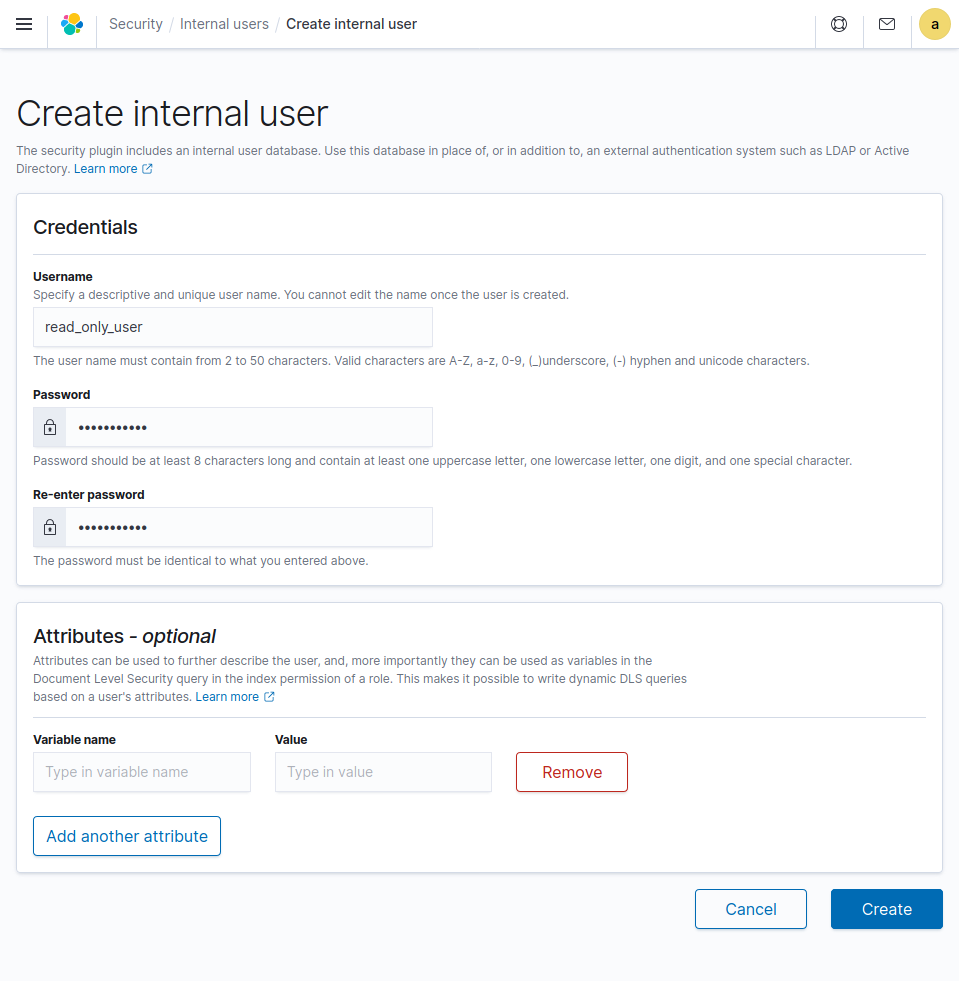 Security / Internal users / Create internal user
a
Create internal user
The security plugin includes an internal user database. Use this database in place of, or in addition to, an external authentication system such as LDAP or Active
Directory. Learn more
Credentials
Username
Specify a descriptive and unique user name. You cannot edit the name once the user is created.
read_only_user
The user name must contain from 2 to 50 characters. Valid characters are A-Z, a-z, 0-9, (_)underscore, (-) hyphen and unicode characters.
Password
•••••••••••
Password should be at least 8 characters long and contain at least one uppercase letter, one lowercase letter, one digit, and one special character.
Re-enter password
•••••••••••
The password must be identical to what you entered above.
Attributes - optional
Attributes can be used to further describe the user, and, more importantly they can be used as variables in the
Document Level Security query in the index permission of a role. This makes it possible to write dynamic DLS queries
based on a user's attributes. Learn more
Variable name Value
Type in variable name Type in value Remove
Add another attribute
Cancel Create